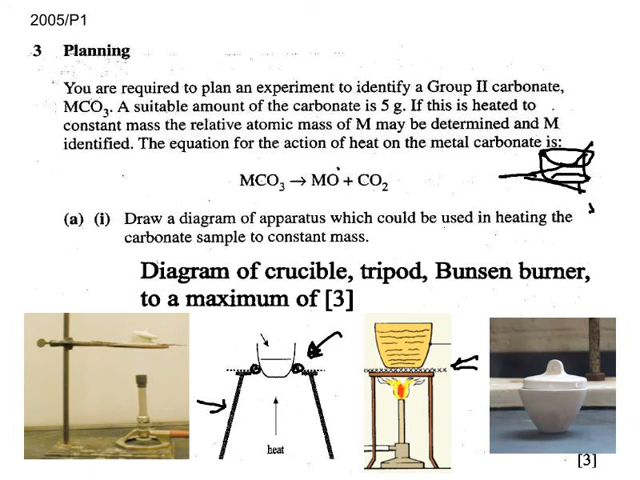 2005/P1
3 Planning
You are required to plan an experiment to identify a Group II carbonate,
MCO₃. A suitable amount of the carbonate is 5 g. If this is heated to
constant mass the relative atomic mass of M may be determined and M
identified. The equation for the action of heat on the metal carbonate is:
MCO₃ → MO + CO₂
(a) (i) Draw a diagram of apparatus which could be used in heating the
carbonate sample to constant mass.
Diagram of crucible, tripod, Bunsen burner,
to a maximum of [3]
heat
[3]